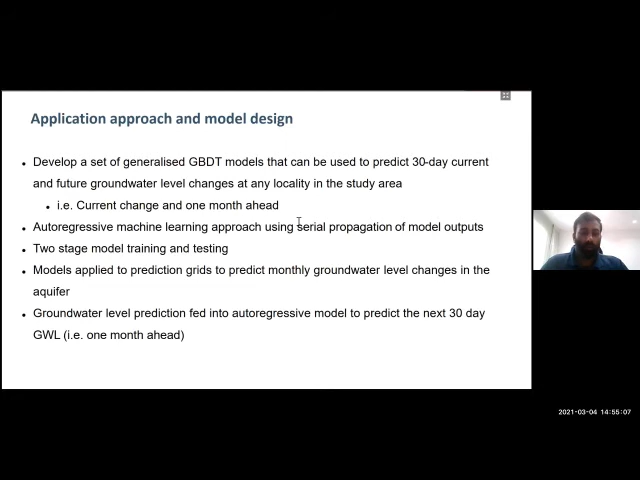 Application approach and model design
• Develop a set of generalised GBDT models that can be used to predict 30-day current
and future groundwater level changes at any locality in the study area
• i.e. Current change and one month ahead
• Autoregressive machine learning approach using serial propagation of model outputs
• Two stage model training and testing
• Models applied to prediction grids to predict monthly groundwater level changes in the
aquifer
• Groundwater level prediction fed into autoregressive model to predict the next 30 day
GWL (i.e. one month ahead)
2021-03-04 14:55:07